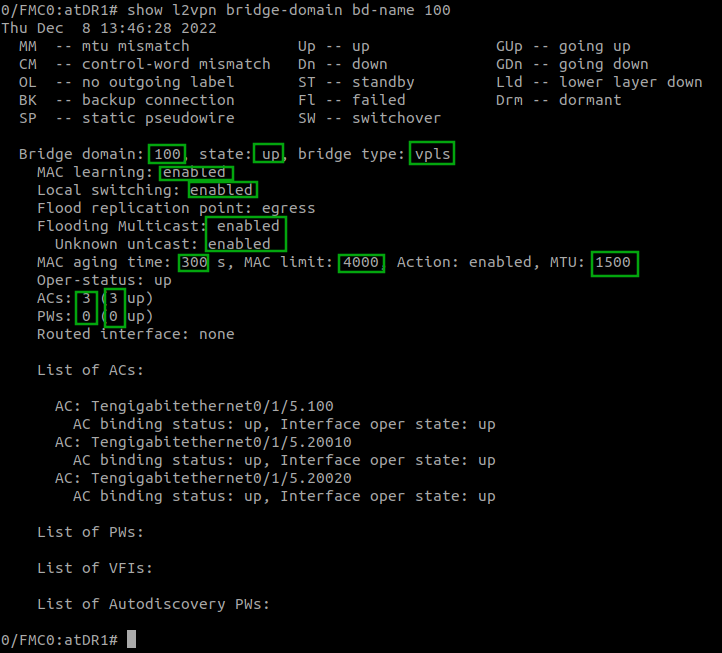 0/FMC0:atDR1# show l2vpn bridge-domain bd-name 100
Thu Dec  8 13:46:28 2022
  MM  -- mtu mismatch            Up -- up              GUp -- going up
  CM  -- control-word mismatch   Dn -- down            GDn -- going down
  OL  -- no outgoing label       ST -- standby         Lld -- lower layer down
  BK  -- backup connection       Fl -- failed          Drm -- dormant
  SP  -- static pseudowire       SW -- switchover
  Bridge domain: 100, state: up, bridge type: vpls
    MAC learning: enabled
    Local switching: enabled
    Flood replication point: egress
    Flooding Multicast: enabled
      Unknown unicast: enabled
    MAC aging time: 300 s, MAC limit: 4000, Action: enabled, MTU: 1500
    Oper-status: up
    ACs: 3 (3 up)
    PWs: 0 (0 up)
    Routed interface: none
    List of ACs:
      AC: Tengigabitethernet0/1/5.100
        AC binding status: up, Interface oper state: up
      AC: Tengigabitethernet0/1/5.20010
        AC binding status: up, Interface oper state: up
      AC: Tengigabitethernet0/1/5.20020
        AC binding status: up, Interface oper state: up
    List of PWs:
    List of VFIs:
    List of Autodiscovery PWs:
0/FMC0:atDR1#